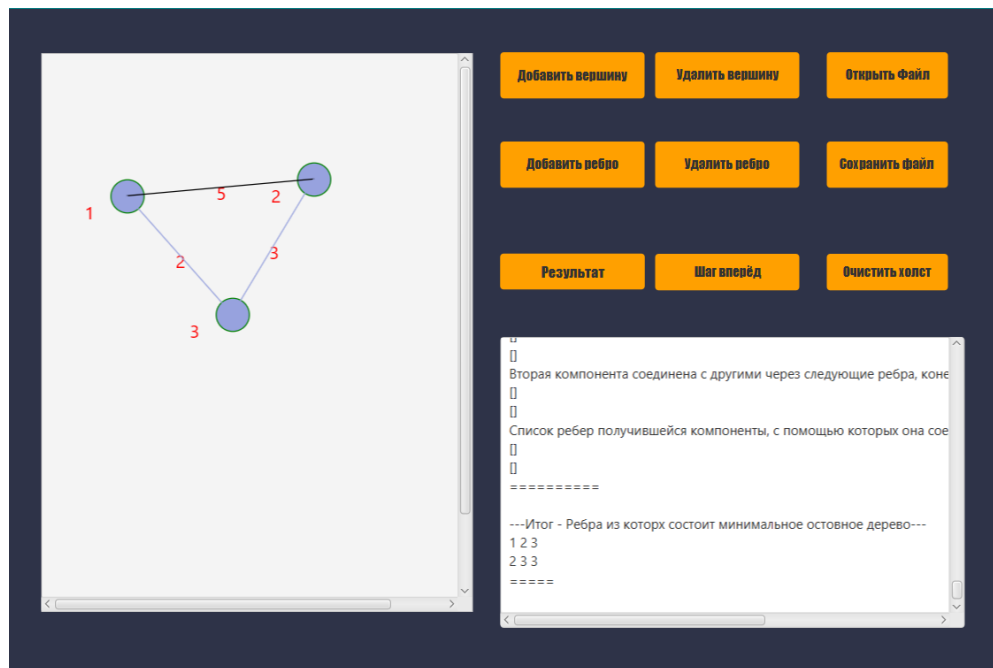 Добавить вершину
Удалить вершину
Открыть Файл
Добавить ребро
Удалить ребро
Сохранить файл
Результат
Шаг вперёд
Очистить холст
1
5
2
2
3
3
[]
Вторая компонента соединена с другими через следующие ребра, коне
[]
[]
Список ребер получившейся компоненты, с помощью которых она сое
[]
[]
==========
---Итог - Ребра из которх состоит минимальное остовное дерево---
1 2 3
2 3 3
=====